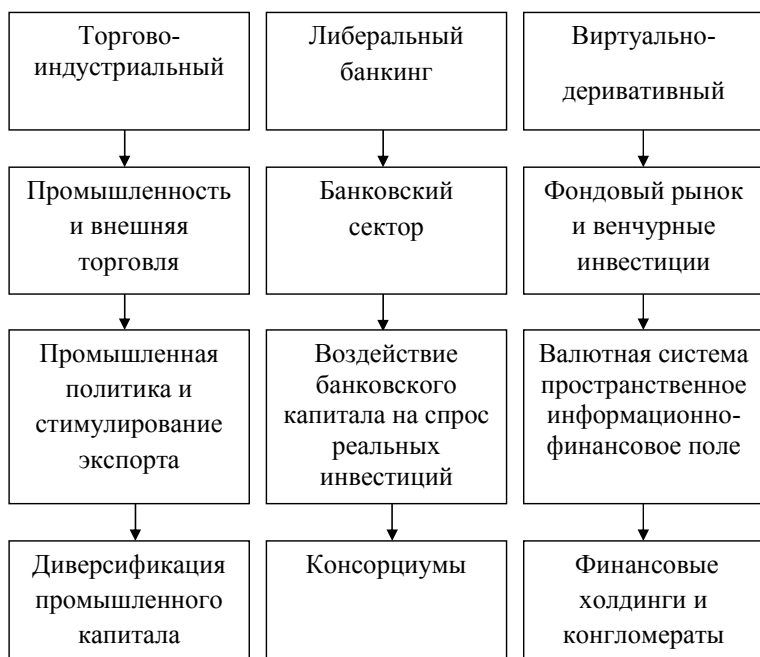 Торгово-
индустриальный
Либеральный
банкинг
Виртуально-
деривативный
Промышленность
и внешняя
торговля
Банковский
сектор
Фондовый рынок
и венчурные
инвестиции
Промышленная
политика и
стимулирование
экспорта
Воздействие
банковского
капитала на спрос
реальных
инвестиций
Валютная система
пространственное
информационно-
финансовое поле
Диверсификация
промышленного
капитала
Консорциумы
Финансовые
холдинги и
конгломераты